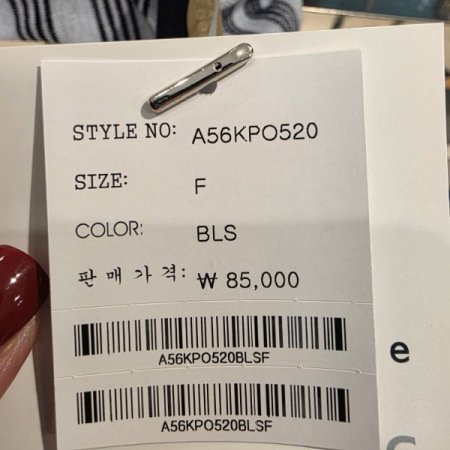 STYLE NO: A56KPO520
SIZE: F
COLOR: BLS
판매가격: ₩ 85,000
A56KPO520BLSF
e
A56KPO520BLSF